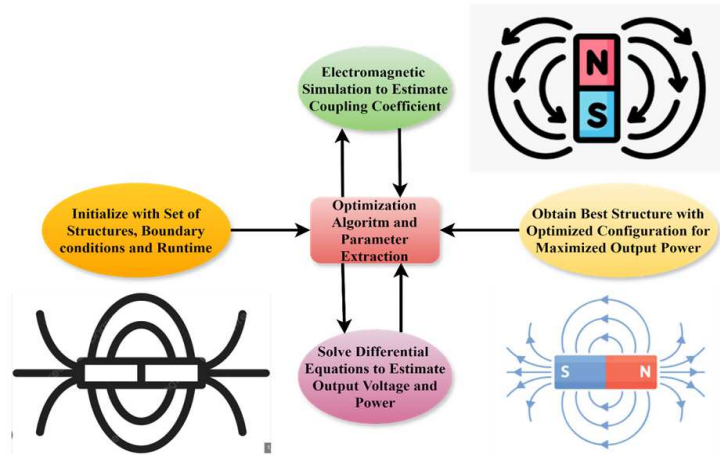 Electromagnetic
Simulation to Estimate
Coupling Coefficient
N
S
Initialize with Set of
Structures, Boundary
conditions and Runtime
Optimization
Algoritm and
Parameter
Extraction
Obtain Best Structure with
Optimized Configuration for
Maximized Output Power
Solve Differential
Equations to Estimate
Output Voltage and
Power
S
N